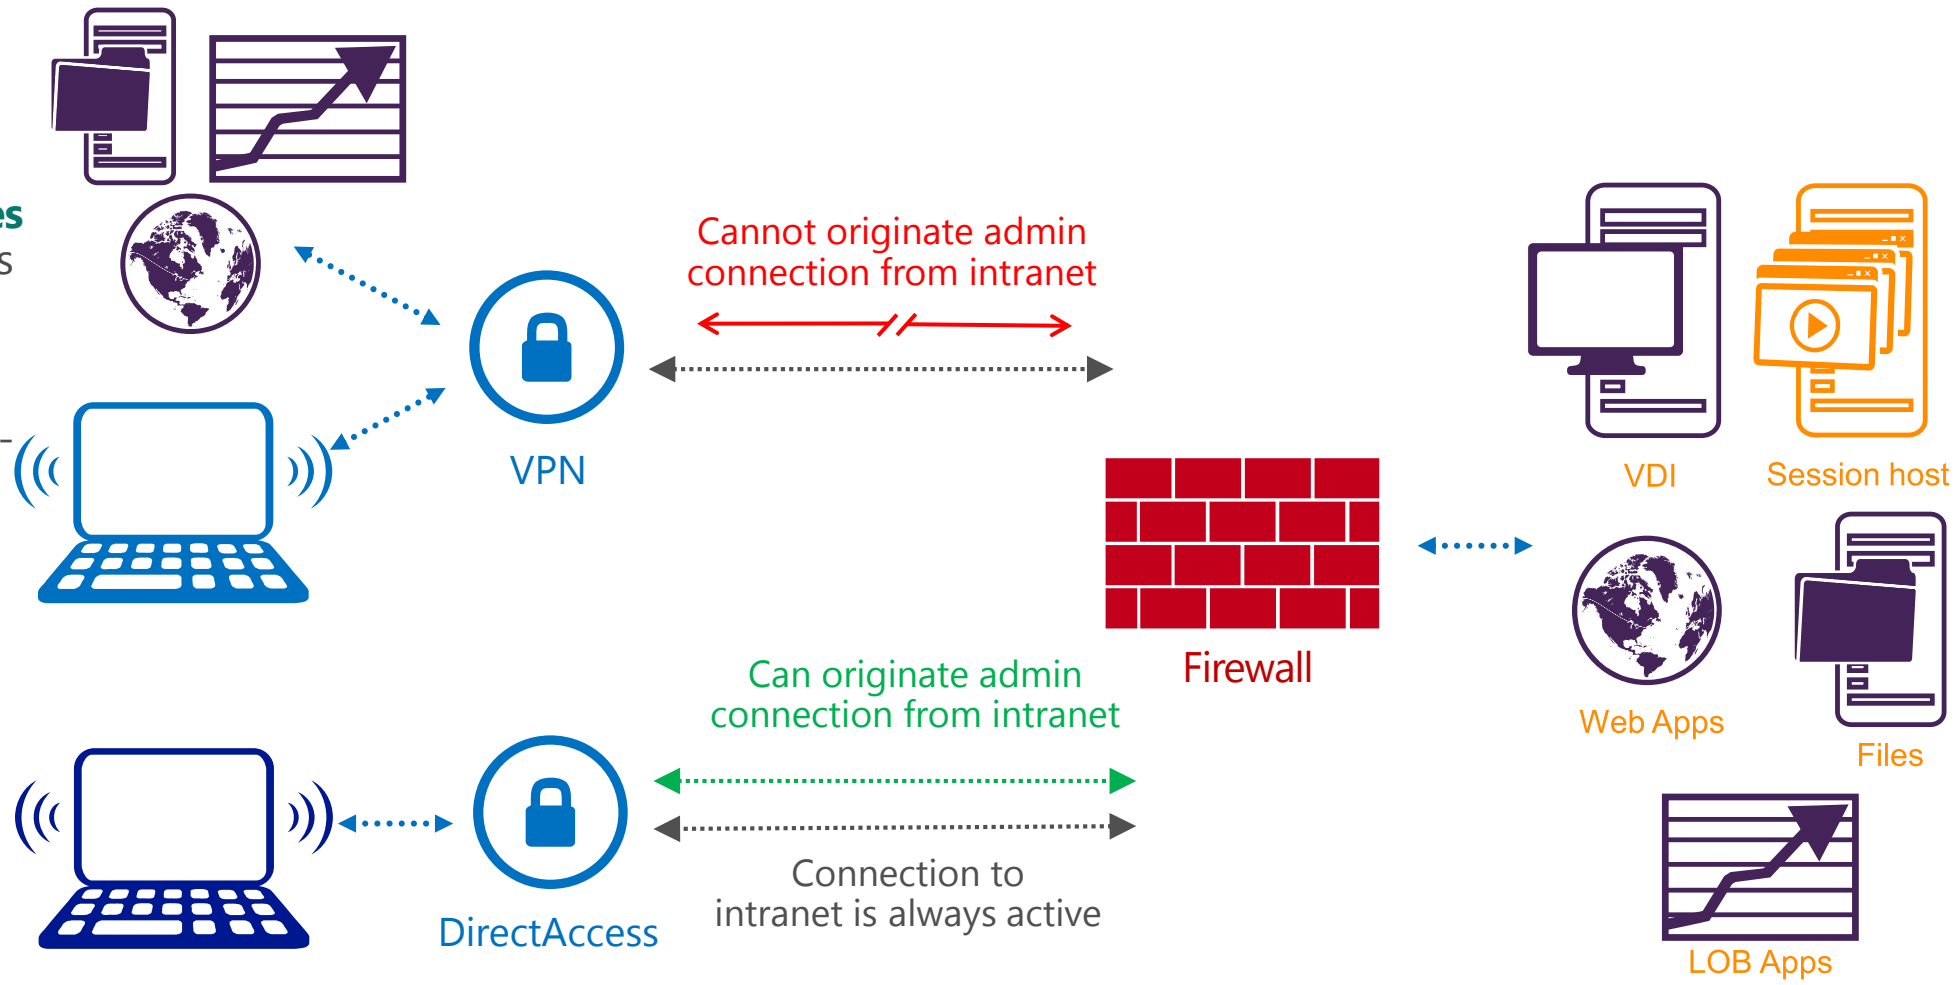 es
s
-
Cannot originate admin
connection from intranet
VPN
VDI
Session host
Firewall
Can originate admin
connection from intranet
Web Apps
Files
DirectAccess
Connection to
intranet is always active
LOB Apps